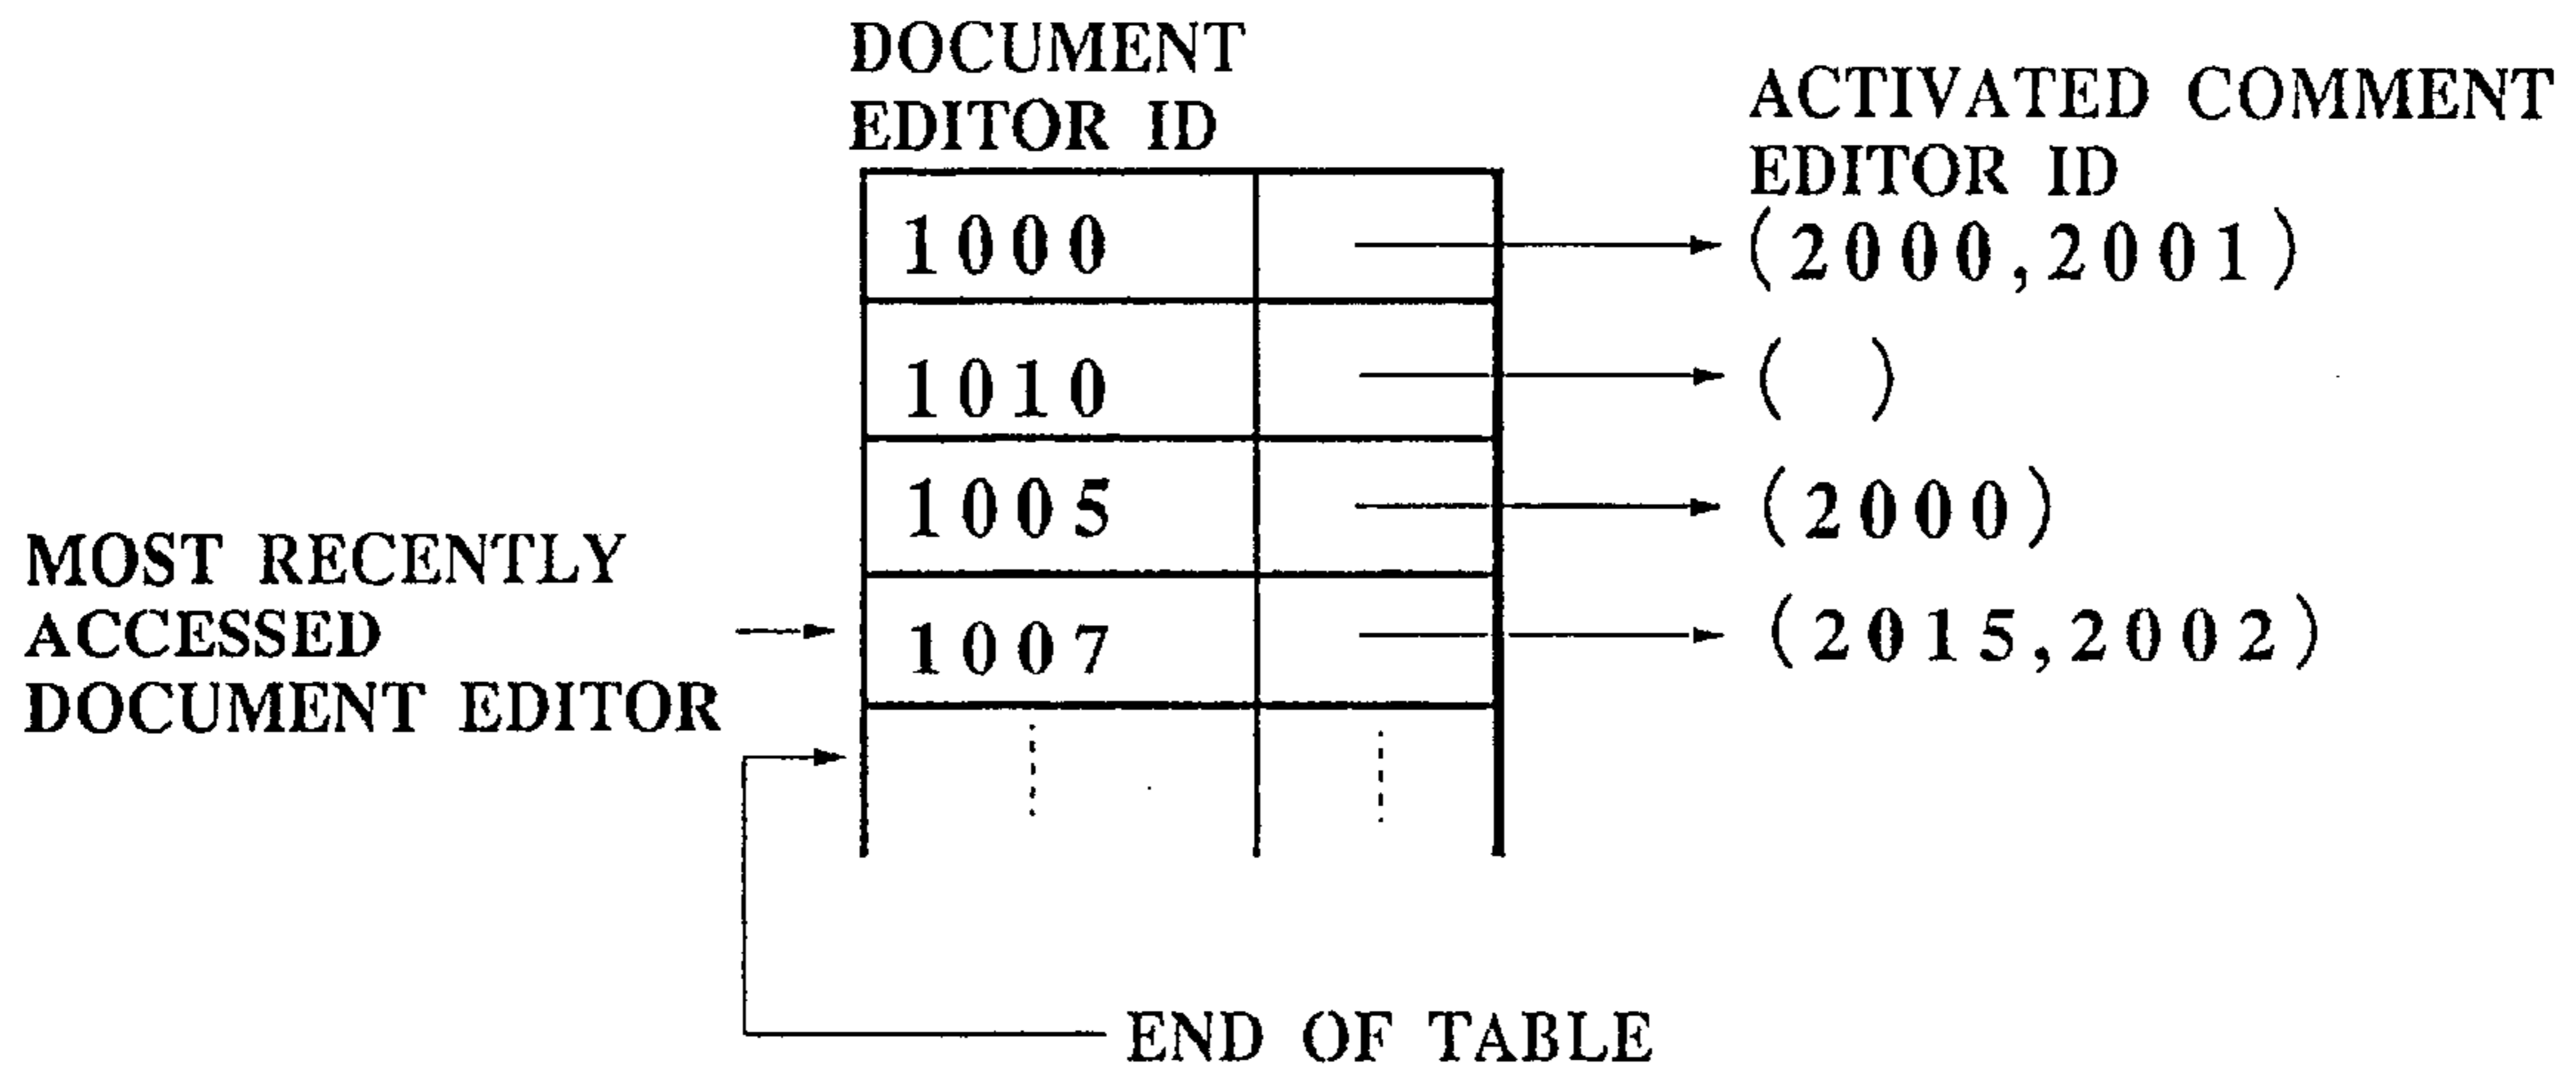 DOCUMENT
EDITOR ID
ACTIVATED COMMENT
EDITOR ID
1000
(2000,2001)
1010
( )
1005
(2000)
MOST RECENTLY
ACCESSED
DOCUMENT EDITOR
1007
(2015,2002)
END OF TABLE